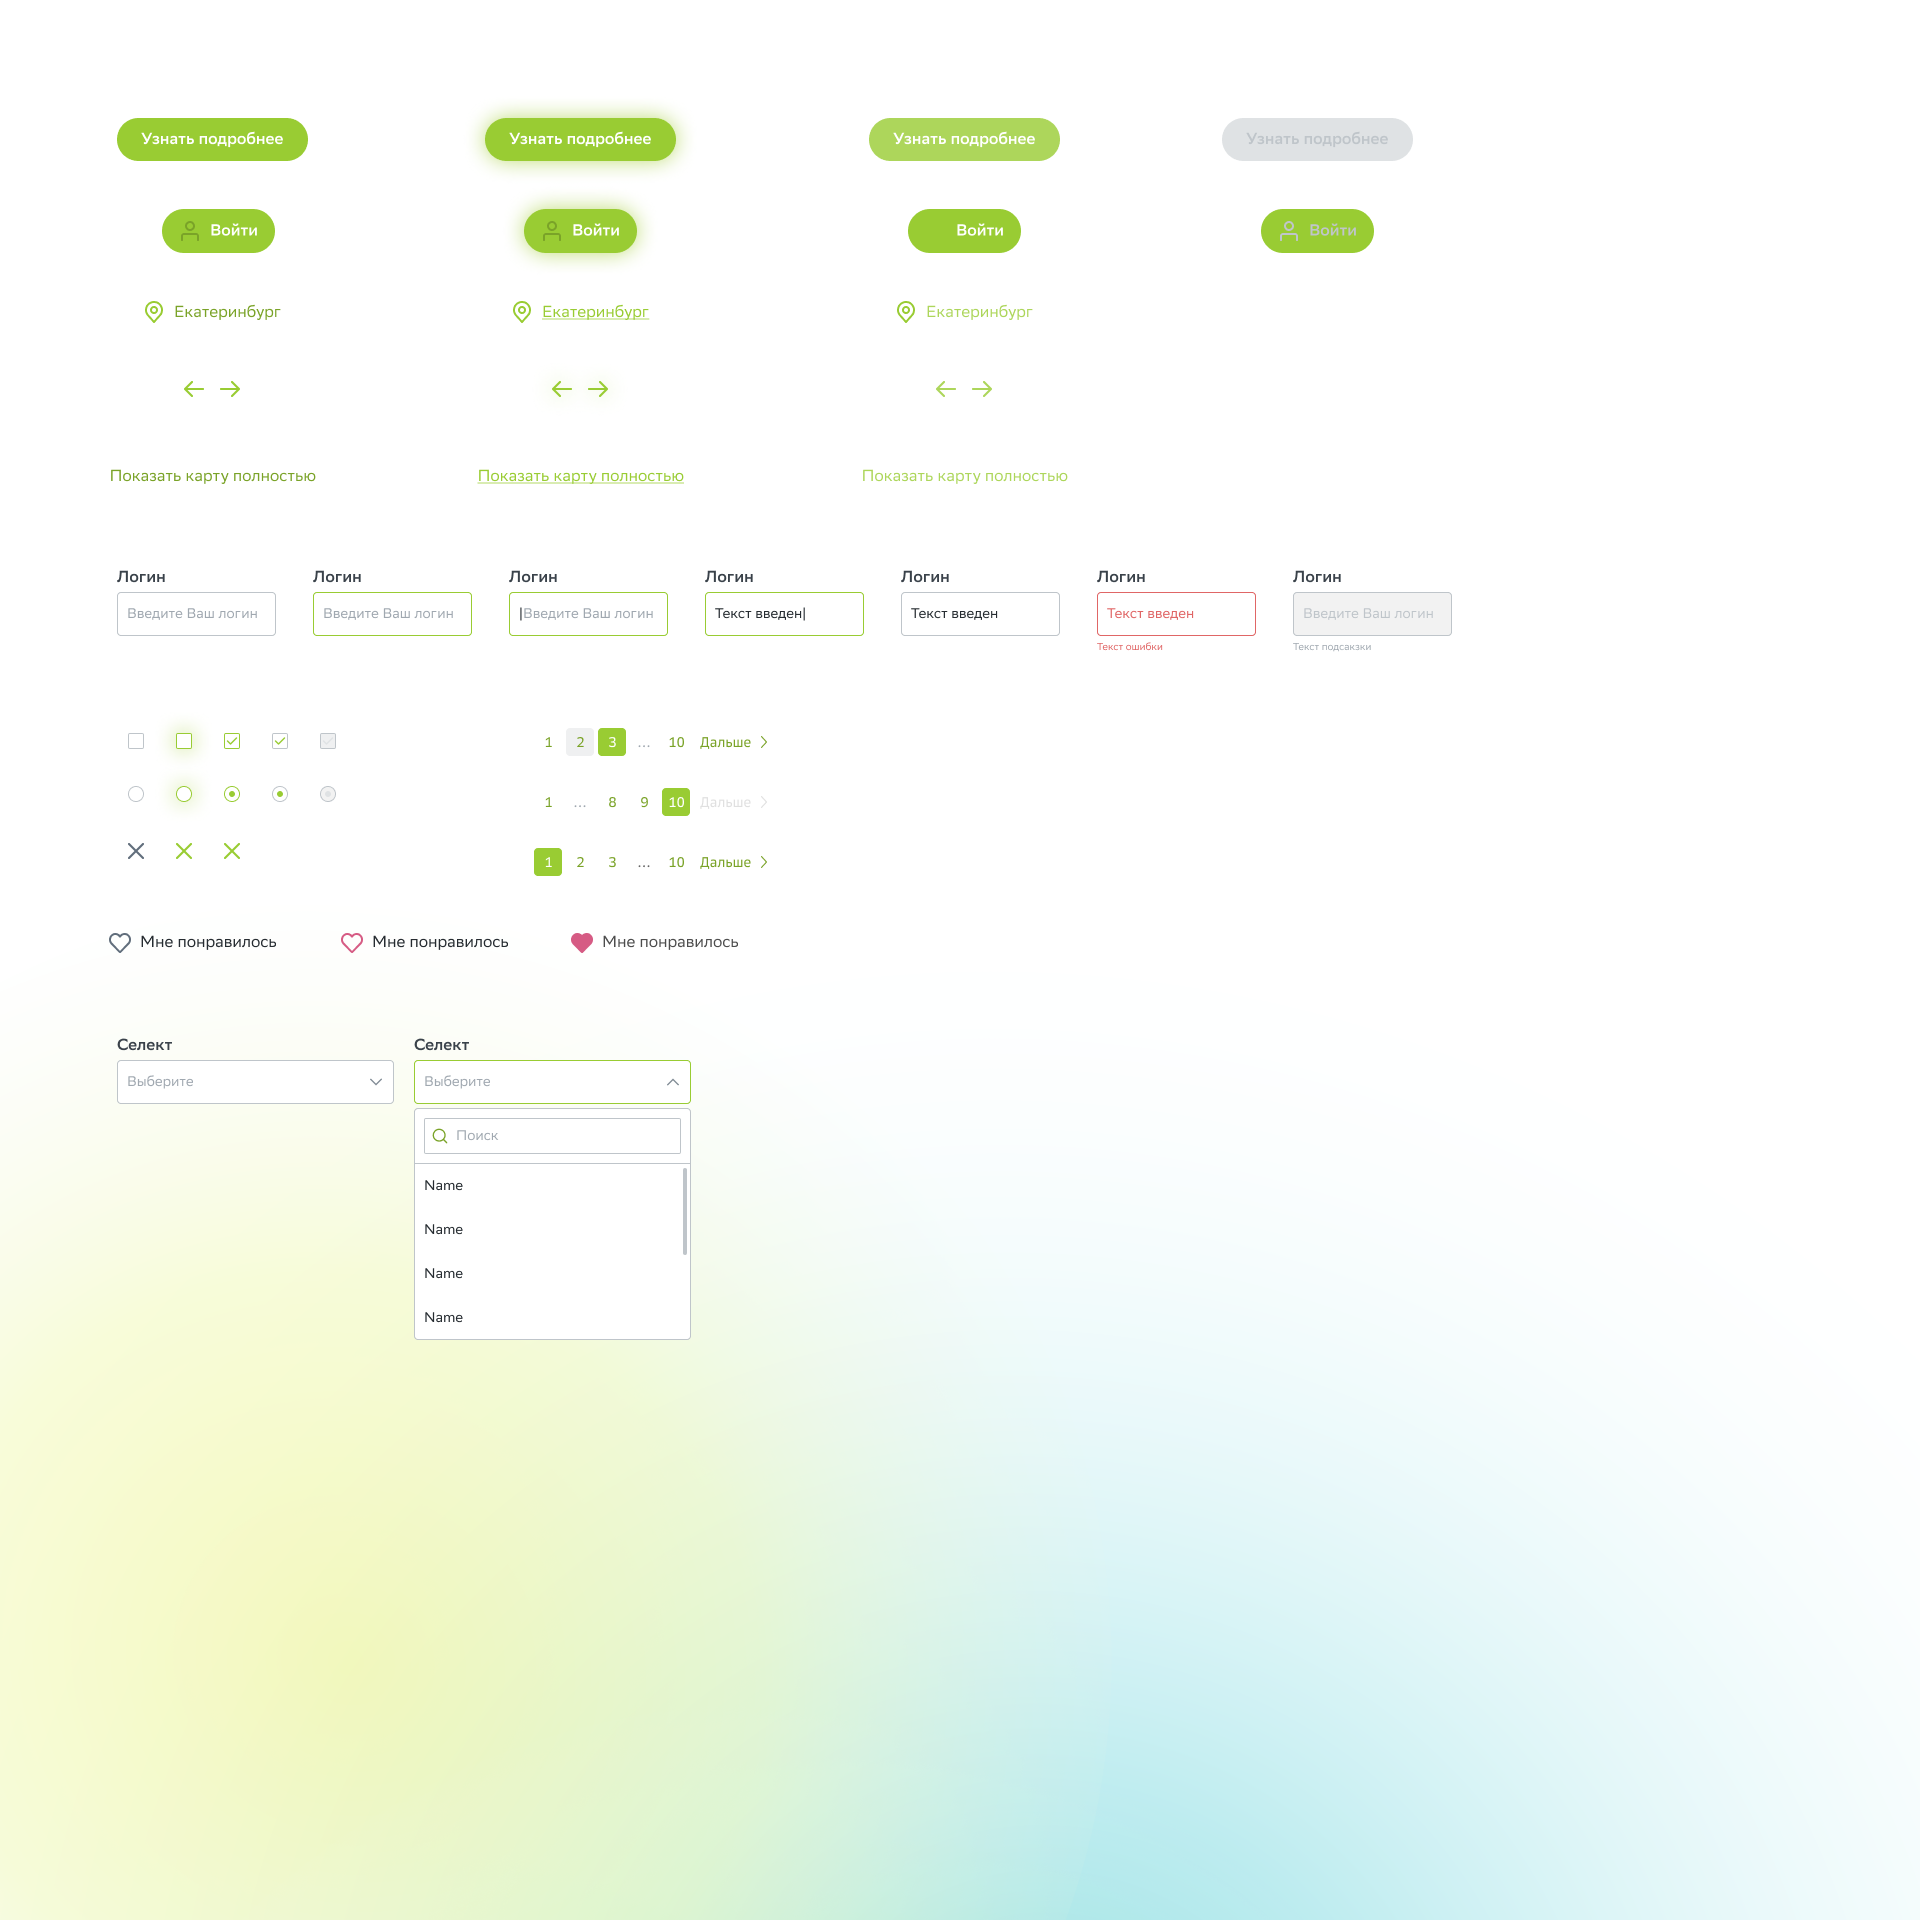 Узнать подробнее Узнать подробнее Узнать подробнее Узнать подробнее
Войти Войти Войти Войти
Екатеринбург Екатеринбург Екатеринбург
Показать карту полностью Показать карту полностью Показать карту полностью
Логин Логин Логин Логин Логин Логин Логин
Введите Ваш логин Введите Ваш логин |Введите Ваш логин Текст введен| Текст введен Текст введен Введите Ваш логин
Текст ошибки Текст подсакзки
1 2 3 ... 10 Дальше
1 ... 8 9 10 Дальше
1 2 3 ... 10 Дальше
Мне понравилось Мне понравилось Мне понравилось
Селект Селект
Выберите Выберите
Поиск
Name
Name
Name
Name